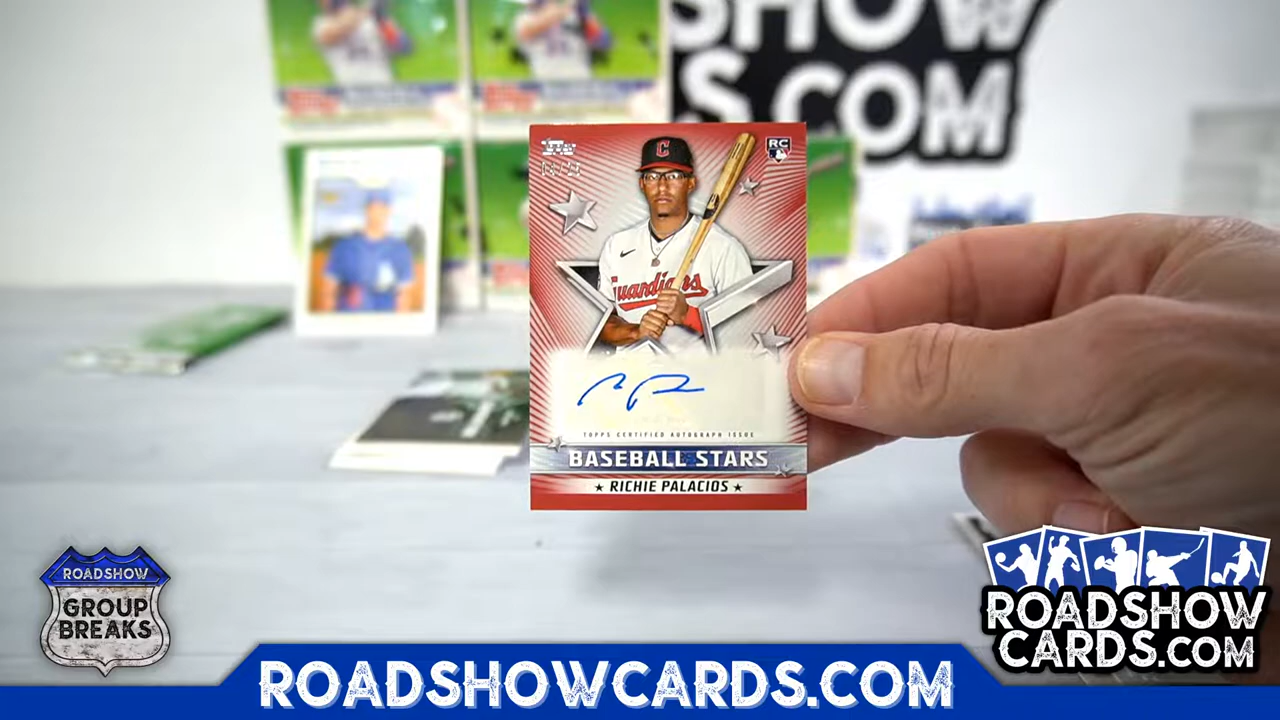 SHOW
S.COM
RC
C
Guardians
TOPPS CERTIFIED AUTOGRAPH ISSUE
BASEBALL STARS
★ RICHIE PALACIOS ★
ROADSHOW
GROUP
BREAKS
ROADSHOW
CARDS.COM
ROADSHOWCARDS.COM